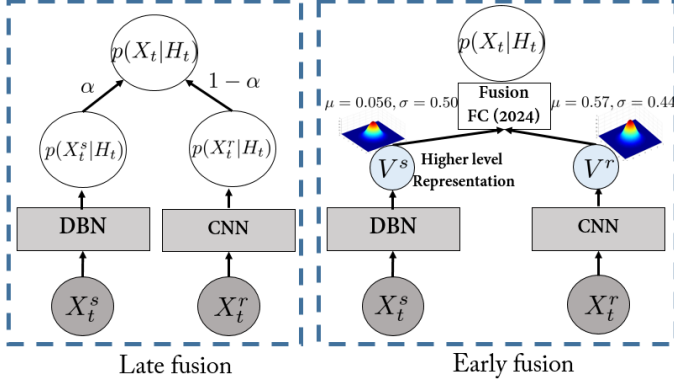 p(X_t|H_t)
α
1 − α
p(X_t^s|H_t)
p(X_t^r|H_t)
DBN
CNN
X_t^s
X_t^r
Late fusion
p(X_t|H_t)
Fusion
FC (2024)
μ = 0.056, σ = 0.50
μ = 0.57, σ = 0.44
V^s
Higher level
Representation
V^r
DBN
CNN
X_t^s
X_t^r
Early fusion